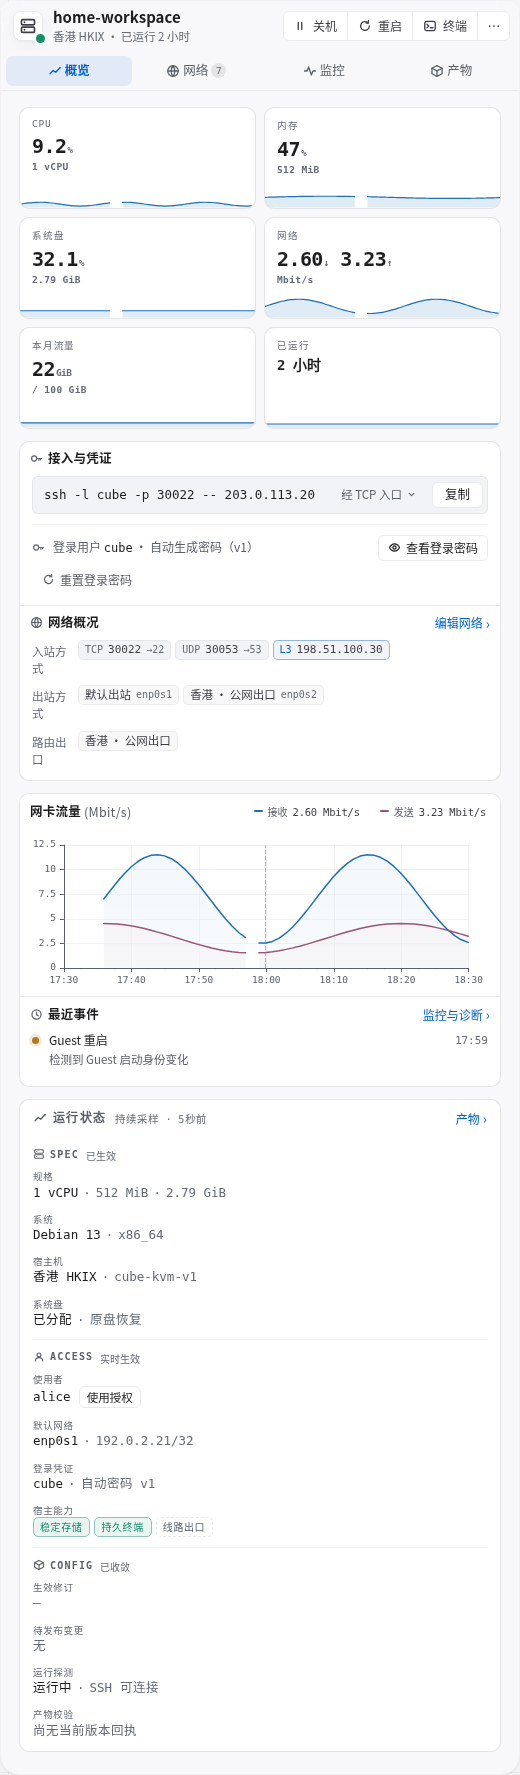 home-workspace
香港 HKIX · 已运行 2 小时
关机 重启 终端 ···
概览 网络 7 监控 产物
CPU
9.2%
1 vCPU
内存
47%
512 MiB
系统盘
32.1%
2.79 GiB
网络
2.60↓ 3.23↑
Mbit/s
本月流量
22GiB
/ 100 GiB
已运行
2 小时
接入与凭证
ssh -l cube -p 30022 -- 203.0.113.20 经 TCP 入口 复制
登录用户 cube · 自动生成密码（v1） 查看登录密码
重置登录密码
网络概况 编辑网络 ›
入站方式
TCP 30022 →22 UDP 30053 →53 L3 198.51.100.30
出站方式
默认出站 enp0s1 香港 · 公网出口 enp0s2
路由出口
香港 · 公网出口
网卡流量 (Mbit/s) 接收 2.60 Mbit/s 发送 3.23 Mbit/s
12.5
10
7.5
5
2.5
0
17:30 17:40 17:50 18:00 18:10 18:20 18:30
最近事件 监控与诊断 ›
Guest 重启 17:59
检测到 Guest 启动身份变化
运行状态 持续采样 · 5秒前 产物 ›
SPEC 已生效
规格
1 vCPU · 512 MiB · 2.79 GiB
系统
Debian 13 · x86_64
宿主机
香港 HKIX · cube-kvm-v1
系统盘
已分配 · 原盘恢复
ACCESS 实时生效
使用者
alice 使用授权
默认网络
enp0s1 · 192.0.2.21/32
登录凭证
cube · 自动密码 v1
宿主能力
稳定存储 持久终端 线路出口
CONFIG 已收敛
生效修订
—
待发布变更
无
运行探测
运行中 · SSH 可连接
产物校验
尚无当前版本回执